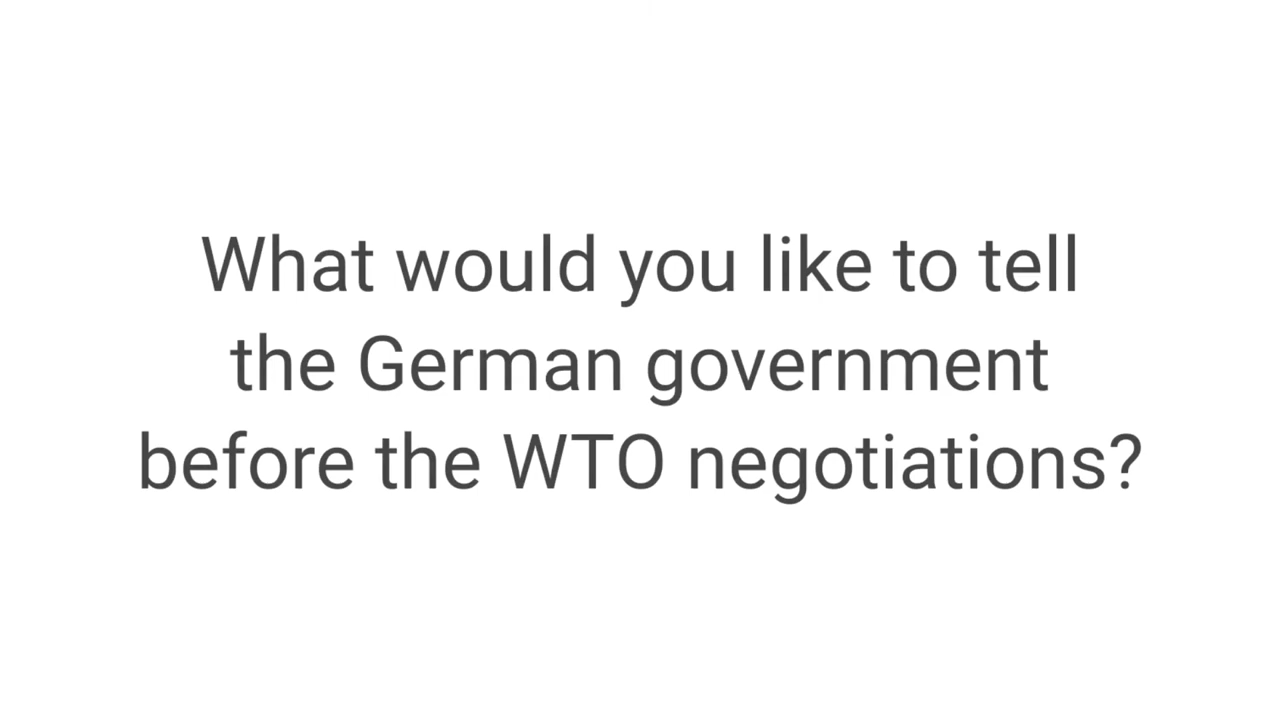 What would you like to tell
the German government
before the WTO negotiations?